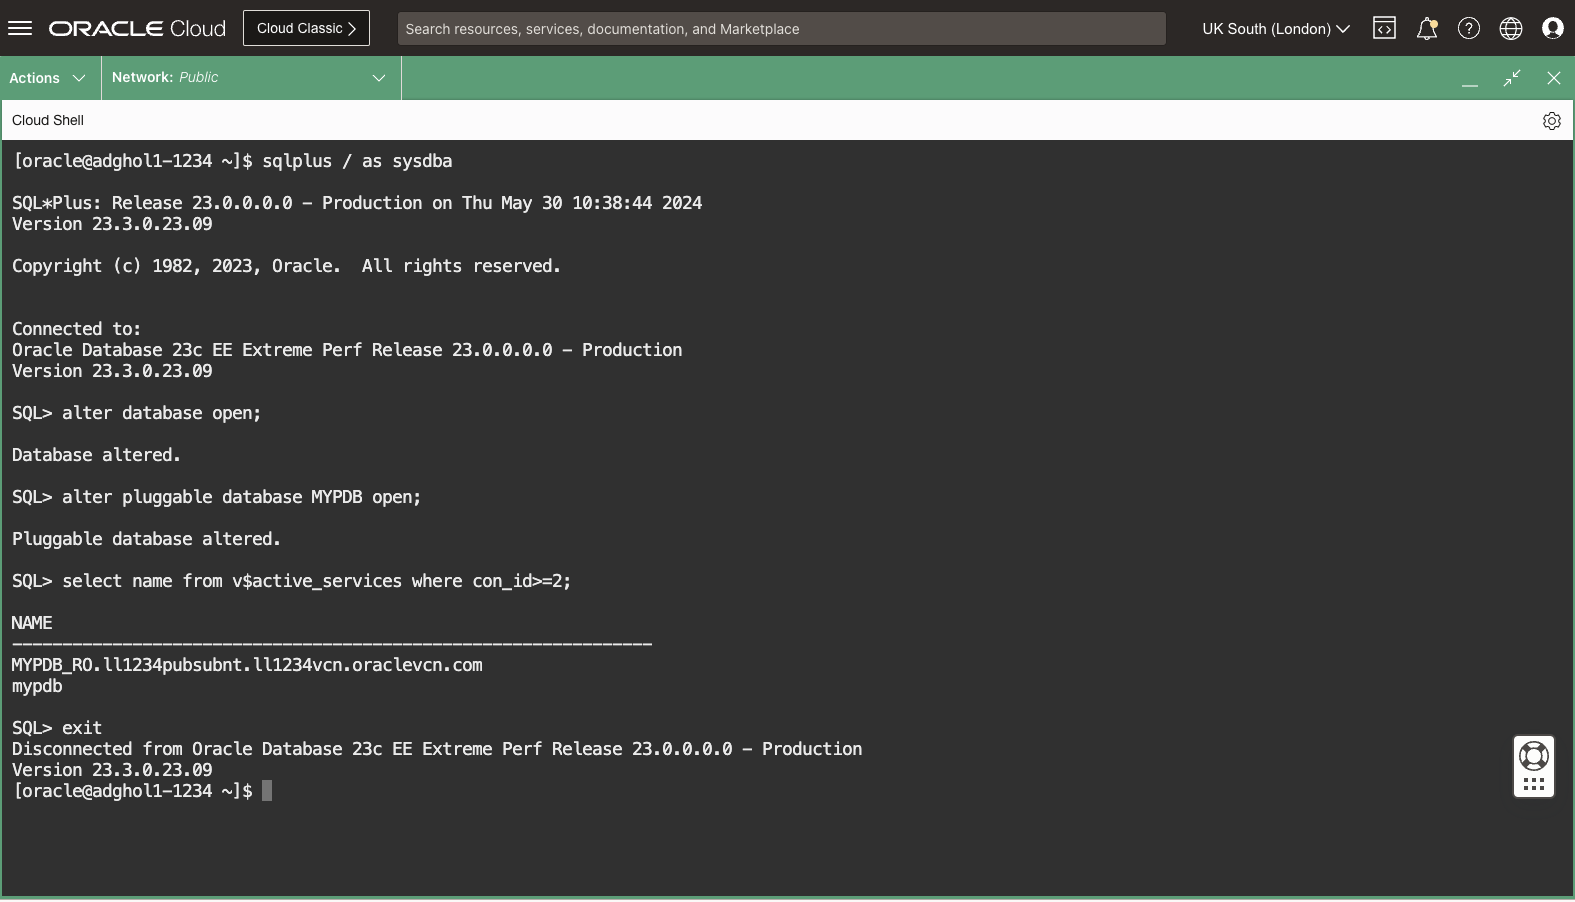 ORACLE Cloud
Cloud Classic
Search resources, services, documentation, and Marketplace
UK South (London)
Actions
Network: Public
Cloud Shell
[oracle@adghol1-1234 ~]$ sqlplus / as sysdba
SQL*Plus: Release 23.0.0.0.0 - Production on Thu May 30 10:38:44 2024
Version 23.3.0.23.09
Copyright (c) 1982, 2023, Oracle.  All rights reserved.
Connected to:
Oracle Database 23c EE Extreme Perf Release 23.0.0.0.0 - Production
Version 23.3.0.23.09
SQL> alter database open;
Database altered.
SQL> alter pluggable database MYPDB open;
Pluggable database altered.
SQL> select name from v$active_services where con_id>=2;
NAME
----------------------------------------------------------------
MYPDB_RO.ll1234pubsubnt.ll1234vcn.oraclevcn.com
mypdb
SQL> exit
Disconnected from Oracle Database 23c EE Extreme Perf Release 23.0.0.0.0 - Production
Version 23.3.0.23.09
[oracle@adghol1-1234 ~]$